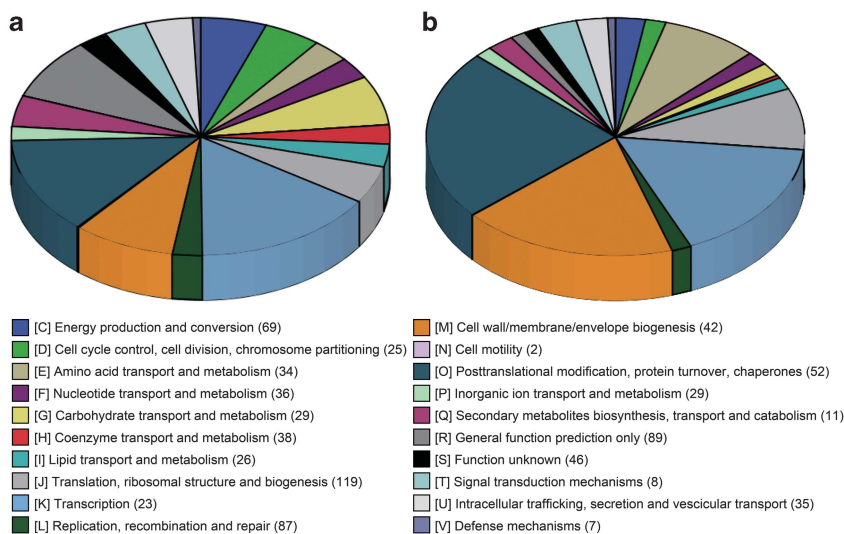 a
b
[C] Energy production and conversion (69)
[D] Cell cycle control, cell division, chromosome partitioning (25)
[E] Amino acid transport and metabolism (34)
[F] Nucleotide transport and metabolism (36)
[G] Carbohydrate transport and metabolism (29)
[H] Coenzyme transport and metabolism (38)
[I] Lipid transport and metabolism (26)
[J] Translation, ribosomal structure and biogenesis (119)
[K] Transcription (23)
[L] Replication, recombination and repair (87)
[M] Cell wall/membrane/envelope biogenesis (42)
[N] Cell motility (2)
[O] Posttranslational modification, protein turnover, chaperones (52)
[P] Inorganic ion transport and metabolism (29)
[Q] Secondary metabolites biosynthesis, transport and catabolism (11)
[R] General function prediction only (89)
[S] Function unknown (46)
[T] Signal transduction mechanisms (8)
[U] Intracellular trafficking, secretion and vescicular transport (35)
[V] Defense mechanisms (7)